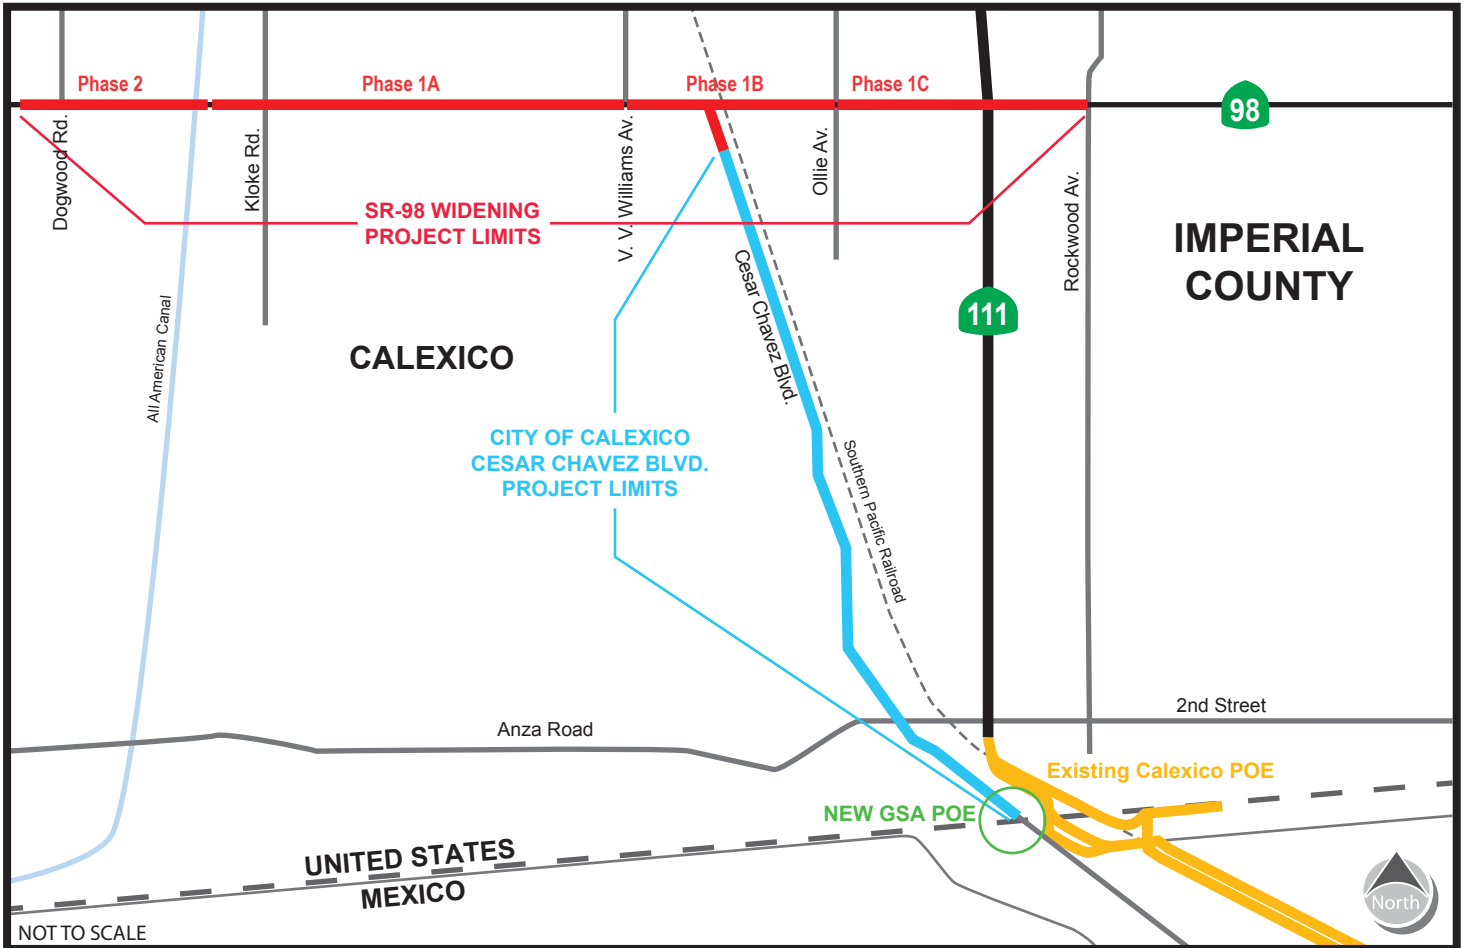 Phase 2
Phase 1A
Phase 1B
Phase 1C
98
Dogwood Rd.
Kloke Rd.
V. V. Williams Av.
Ollie Av.
Rockwood Av.
SR-98 WIDENING
PROJECT LIMITS
IMPERIAL
COUNTY
Cesar Chavez Blvd.
111
All American Canal
CALEXICO
CITY OF CALEXICO
CESAR CHAVEZ BLVD.
PROJECT LIMITS
Southern Pacific Railroad
2nd Street
Anza Road
Existing Calexico POE
NEW GSA POE
UNITED STATES
MEXICO
North
NOT TO SCALE